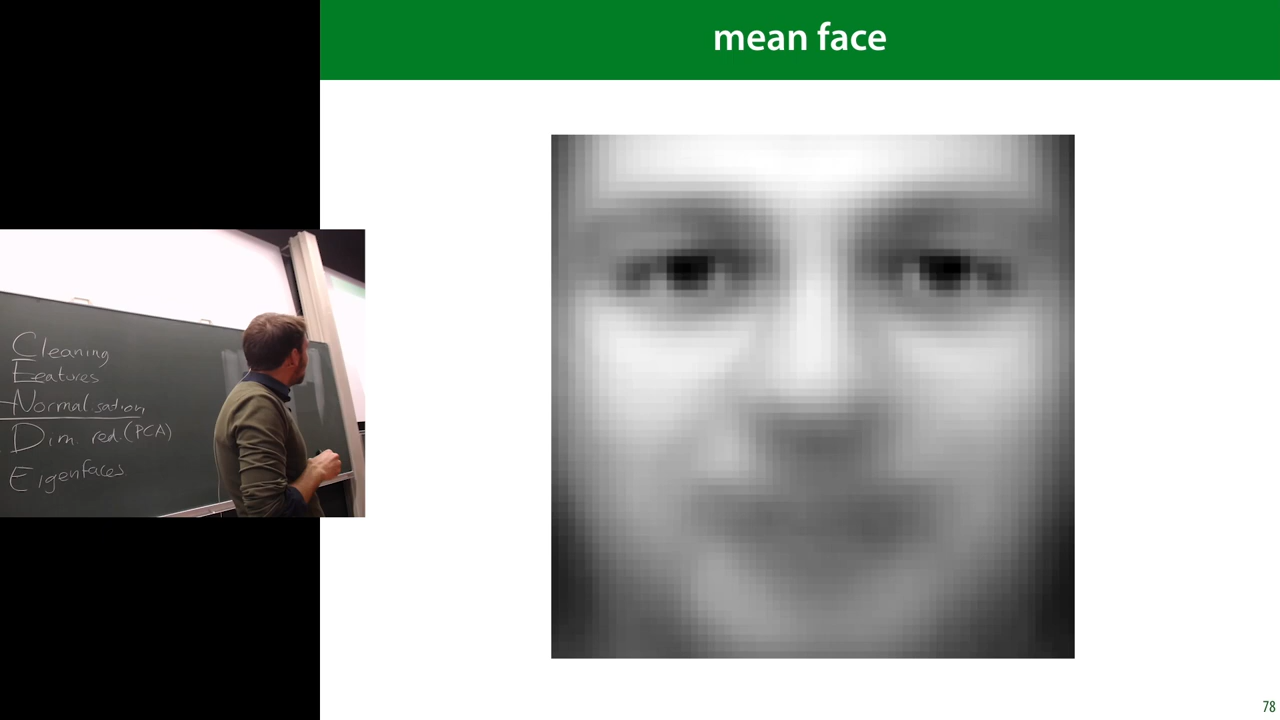 mean face
Cleaning
Features
Normalisation
Dim. red. (PCA)
Eigenfaces
78